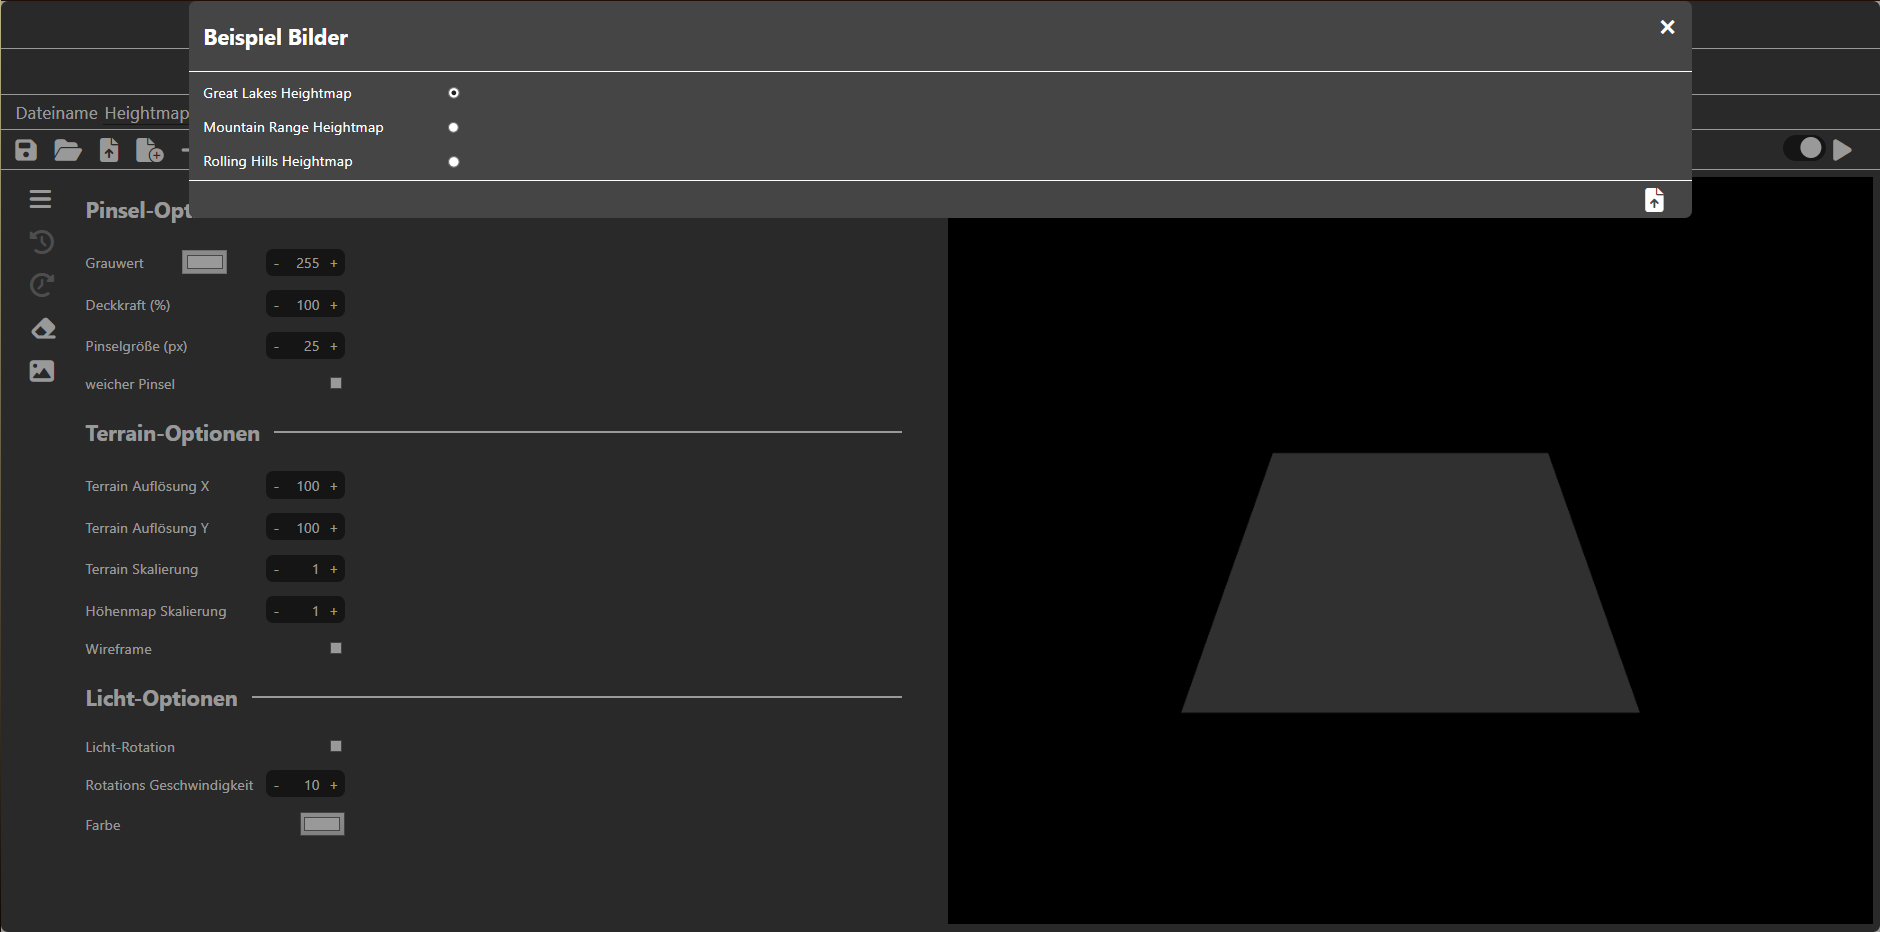 Beispiel Bilder
Great Lakes Heightmap
Mountain Range Heightmap
Rolling Hills Heightmap
Dateiname Heightmap
Pinsel-Opt
Grauwert - 255 +
Deckkraft (%) - 100 +
Pinselgröße (px) - 25 +
weicher Pinsel
Terrain-Optionen
Terrain Auflösung X - 100 +
Terrain Auflösung Y - 100 +
Terrain Skalierung - 1 +
Höhenmap Skalierung - 1 +
Wireframe
Licht-Optionen
Licht-Rotation
Rotations Geschwindigkeit - 10 +
Farbe